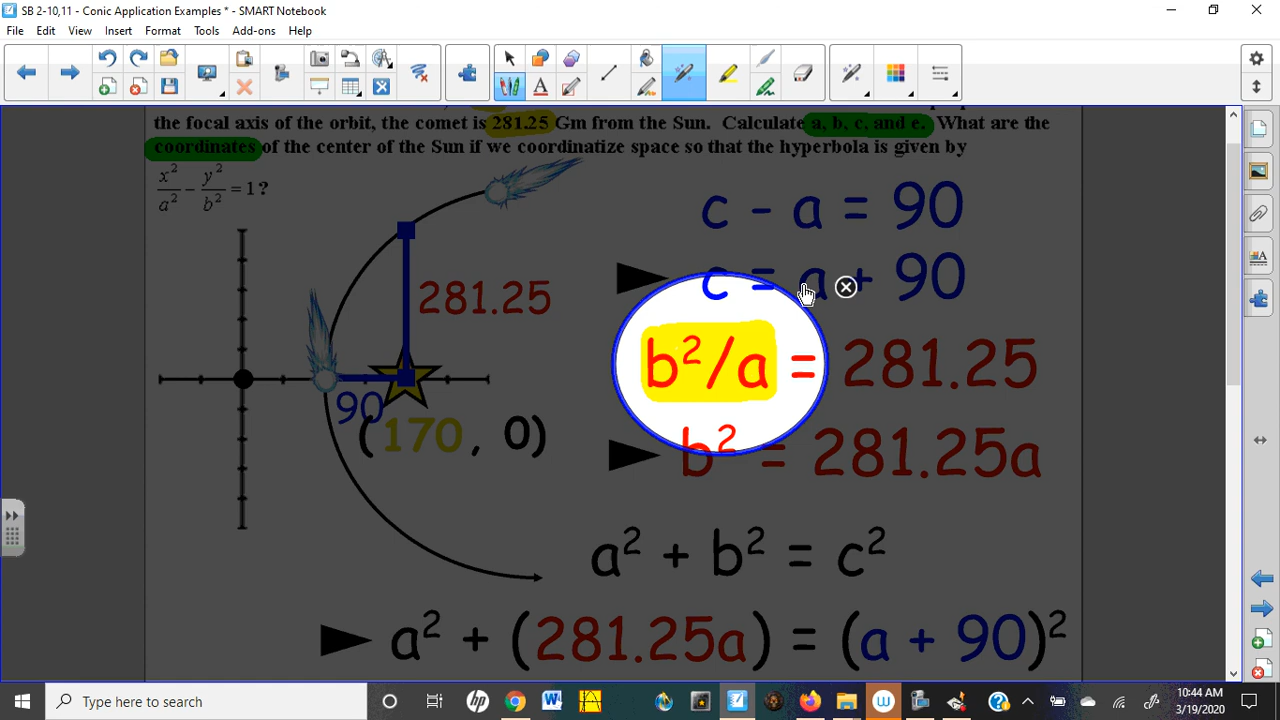 SB 2-10,11 - Conic Application Examples * - SMART Notebook
File Edit View Insert Format Tools Add-ons Help
the focal axis of the orbit, the comet is 281.25 Gm from the Sun. Calculate a, b, c, and e. What are the
coordinates of the center of the Sun if we coordinatize space so that the hyperbola is given by
x²/a² - y²/b² = 1 ?
c - a = 90
c = a + 90
281.25
b²/a = 281.25
90
(170, 0)
b² = 281.25a
a² + b² = c²
a² + (281.25a) = (a + 90)²
Type here to search
10:44 AM
3/19/2020